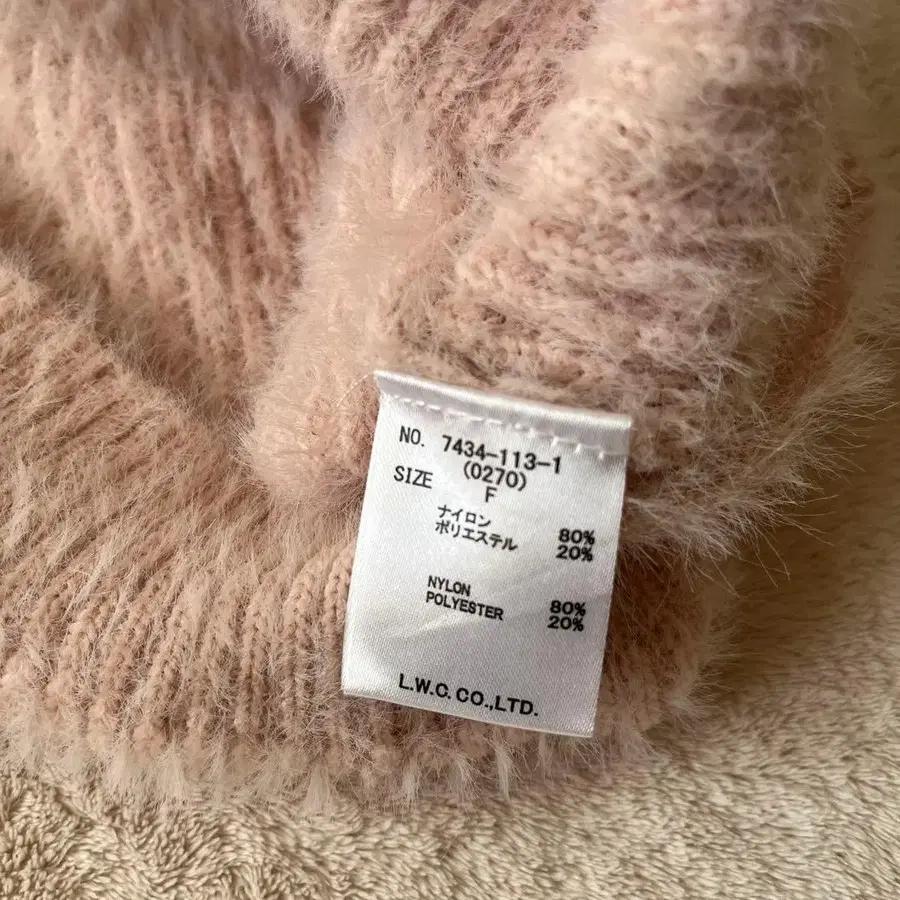 NO. 7434-113-1
(0270)
SIZE F
ナイロン 80%
ポリエステル 20%
NYLON 80%
POLYESTER 20%
L.W.C. CO.,LTD.